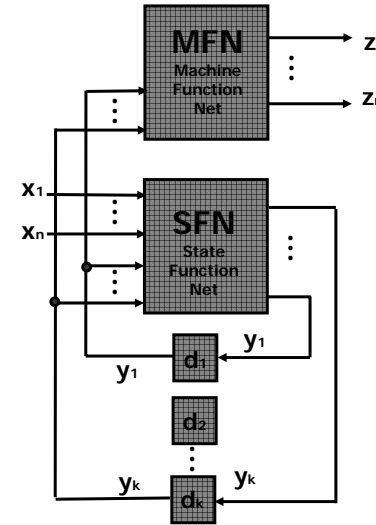 MFN
Machine
Function
Net
z
z
x1
xn
SFN
State
Function
Net
y1
d1
y1
d2
yk
dk
yk